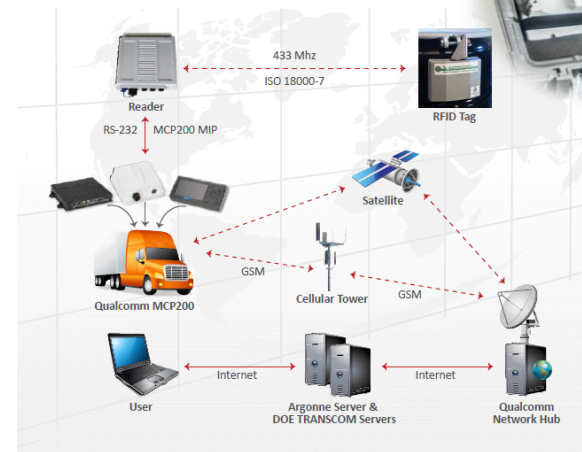 433 Mhz
ISO 18000-7
Reader
RFID Tag
RS-232
MCP200 MIP
Satellite
GSM
Qualcomm MCP200
Cellular Tower
GSM
Internet
Internet
User
Argonne Server &
DOE TRANSCOM Servers
Qualcomm
Network Hub